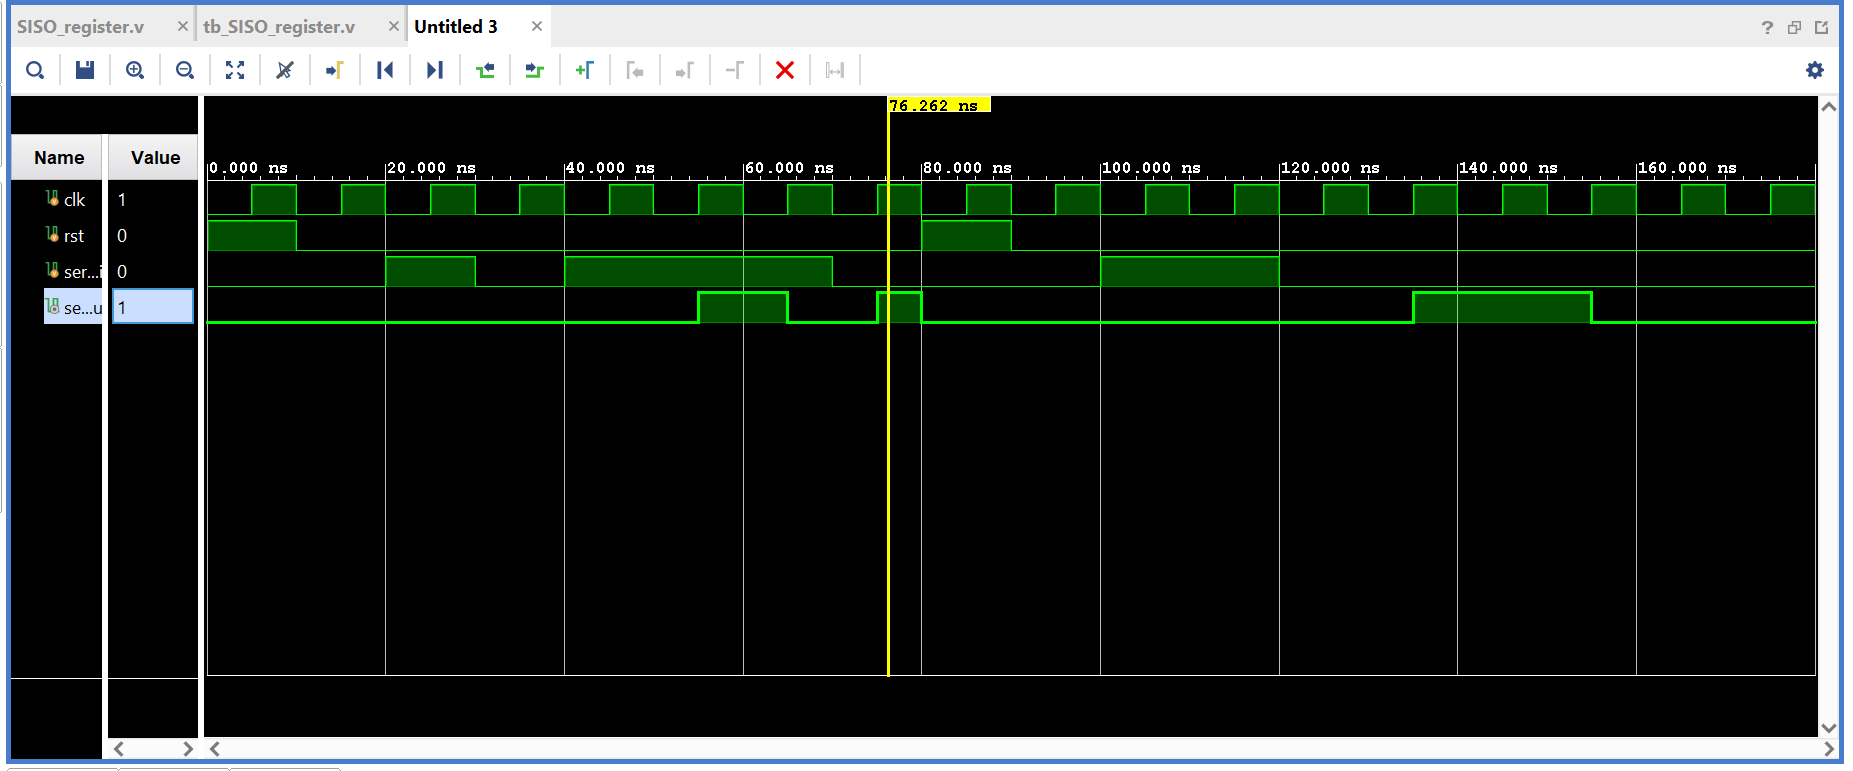 SISO_register.v tb_SISO_register.v Untitled 3
?
76.262 ns
Name Value
0.000 ns 20.000 ns 40.000 ns 60.000 ns 80.000 ns 100.000 ns 120.000 ns 140.000 ns 160.000 ns
clk 1
rst 0
ser...i 0
se...u 1